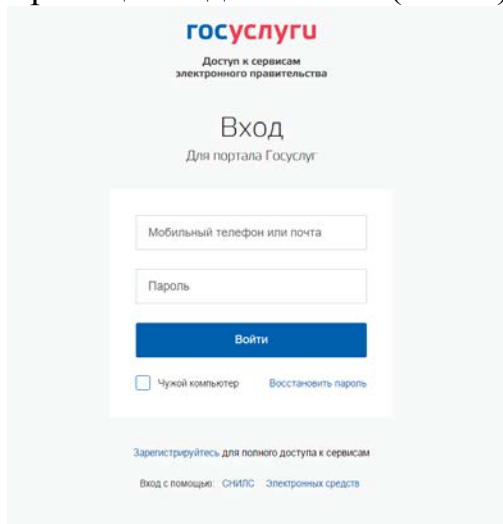 госуслуги
Доступ к сервисам
электронного правительства
Вход
Для портала Госуслуг
Мобильный телефон или почта
Пароль
Войти
Чужой компьютер Восстановить пароль
Зарегистрируйтесь для полного доступа к сервисам
Вход с помощью: СНИЛС Электронных средств